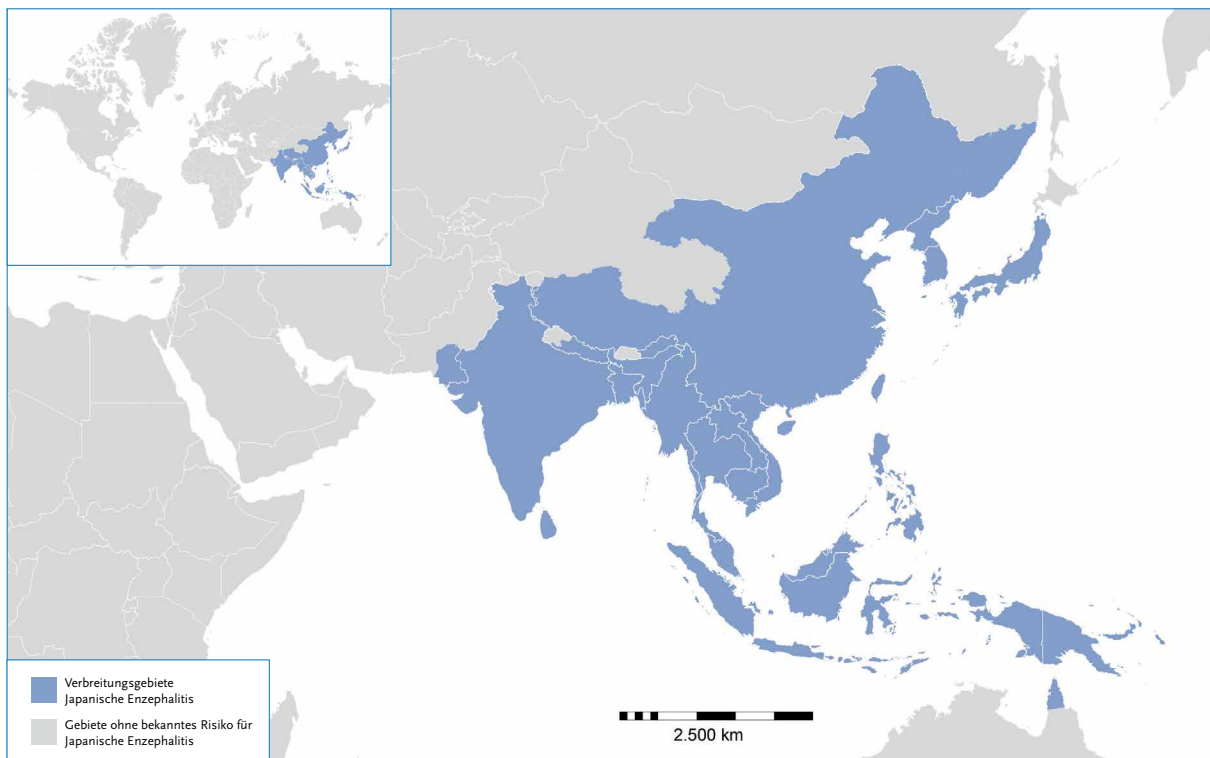 Verbreitungsgebiete
Japanische Enzephalitis
Gebiete ohne bekanntes Risiko für
Japanische Enzephalitis
2.500 km